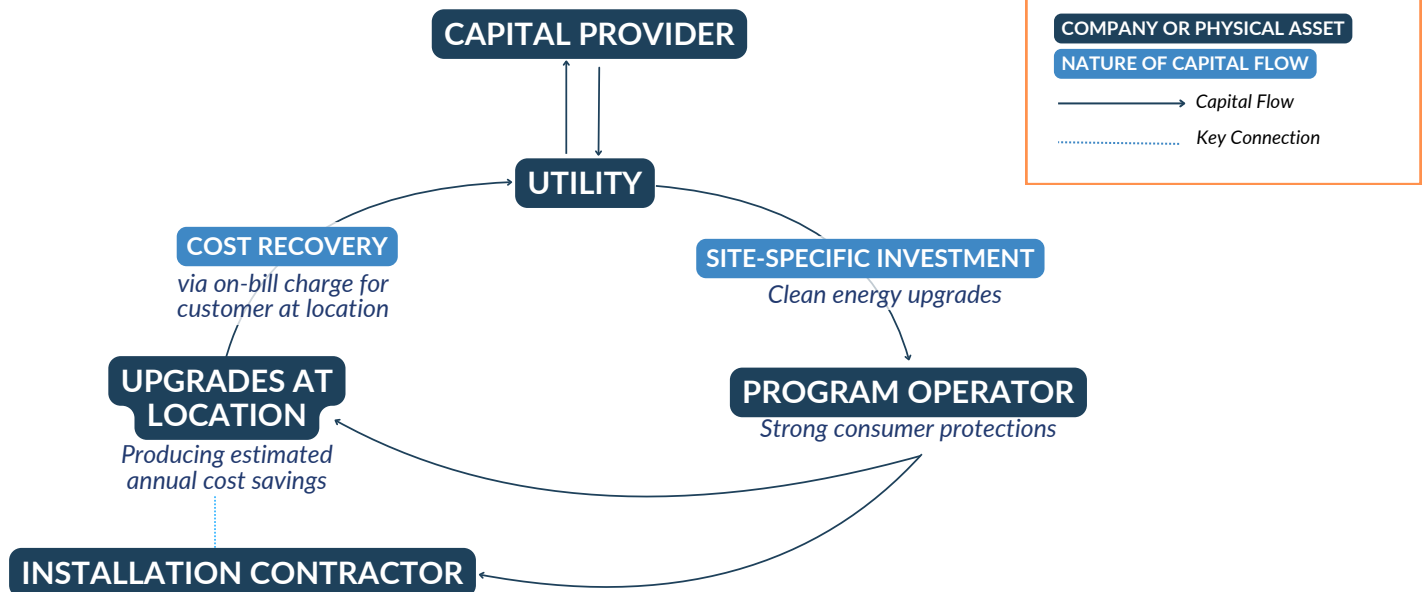 CAPITAL PROVIDER
COMPANY OR PHYSICAL ASSET
NATURE OF CAPITAL FLOW
Capital Flow
Key Connection
UTILITY
COST RECOVERY
via on-bill charge for
customer at location
SITE-SPECIFIC INVESTMENT
Clean energy upgrades
UPGRADES AT
LOCATION
Producing estimated
annual cost savings
PROGRAM OPERATOR
Strong consumer protections
INSTALLATION CONTRACTOR